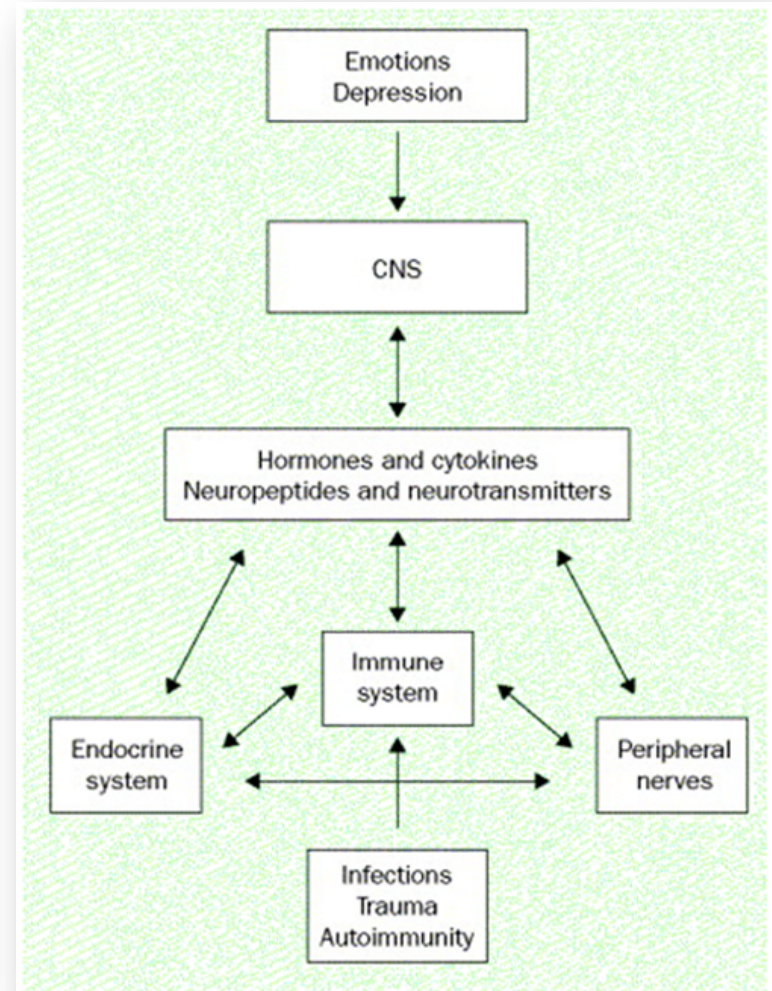 Emotions
Depression
CNS
Hormones and cytokines
Neuropeptides and neurotransmitters
Immune
system
Endocrine
system
Peripheral
nerves
Infections
Trauma
Autoimmunity